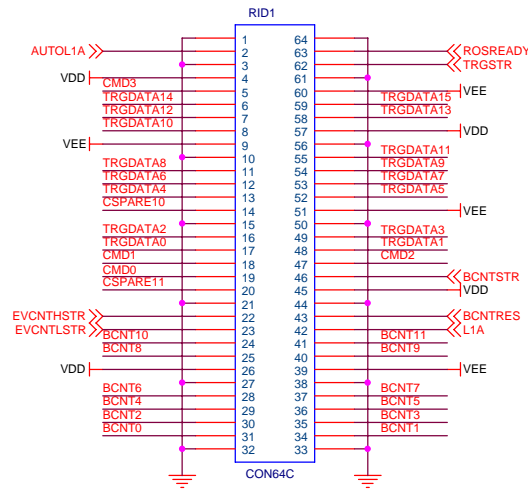 RID1
1 64
AUTOL1A 2 63 ROSREADY
3 62 TRGSTR
VDD 4 61
CMD3 5 60 VEE
TRGDATA14 6 59 TRGDATA15
TRGDATA12 7 58 TRGDATA13
TRGDATA10 8 57 VDD
VEE 9 56
10 55 TRGDATA11
TRGDATA8 11 54 TRGDATA9
TRGDATA6 12 53 TRGDATA7
TRGDATA4 13 52 TRGDATA5
CSPARE10 14 51 VEE
15 50
TRGDATA2 16 49 TRGDATA3
TRGDATA0 17 48 TRGDATA1
CMD1 18 47 CMD2
CMD0 19 46 BCNTSTR
CSPARE11 20 45 VDD
21 44
EVCNTHSTR 22 43 BCNTRES
EVCNTLSTR 23 42 L1A
BCNT10 24 41 BCNT11
BCNT8 25 40 BCNT9
VDD 26 39 VEE
27 38
BCNT6 28 37 BCNT7
BCNT4 29 36 BCNT5
BCNT2 30 35 BCNT3
BCNT0 31 34 BCNT1
32 33
CON64C